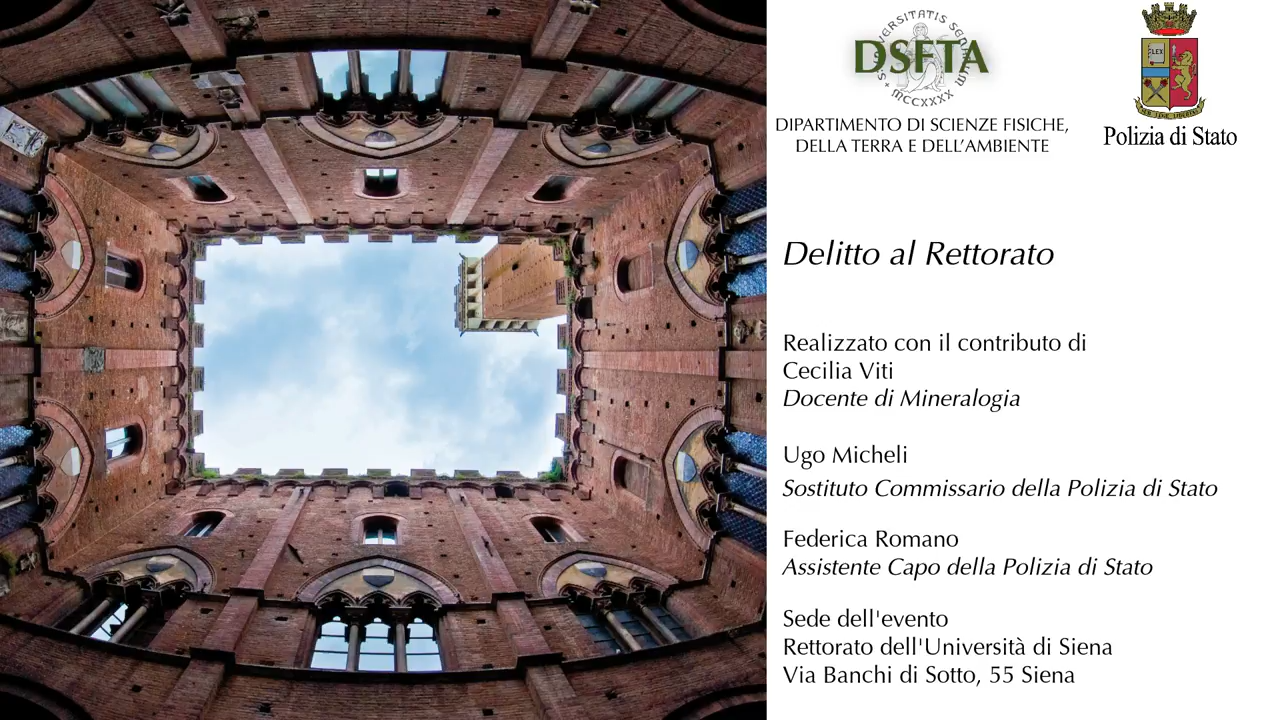 DSFTA
MCCXXXX
DIPARTIMENTO DI SCIENZE FISICHE,
DELLA TERRA E DELL'AMBIENTE
LEX
Polizia di Stato
Delitto al Rettorato
Realizzato con il contributo di
Cecilia Viti
Docente di Mineralogia
Ugo Micheli
Sostituto Commissario della Polizia di Stato
Federica Romano
Assistente Capo della Polizia di Stato
Sede dell'evento
Rettorato dell'Università di Siena
Via Banchi di Sotto, 55 Siena